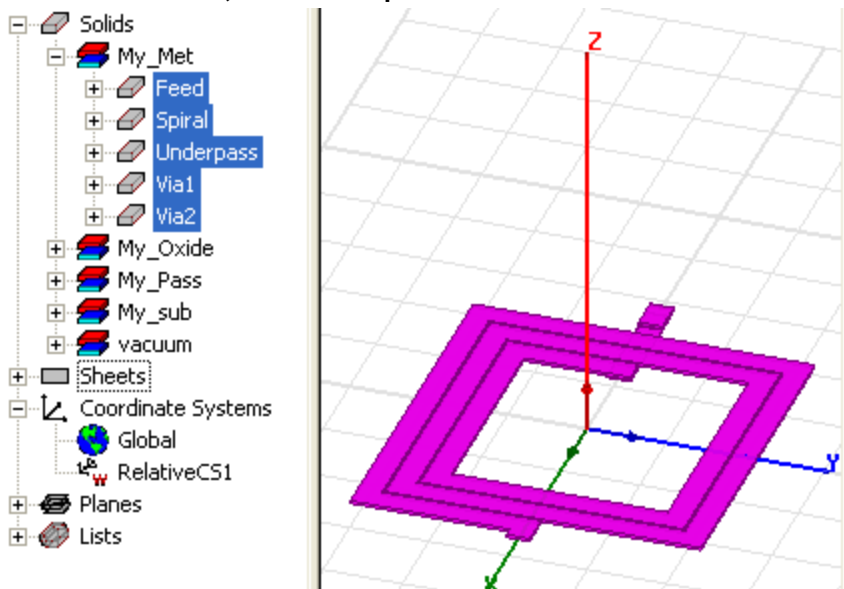 Solids
My_Met
Feed
Spiral
Underpass
Via1
Via2
My_Oxide
My_Pass
My_sub
vacuum
Sheets
Coordinate Systems
Global
RelativeCS1
Planes
Lists
Z
Y
X